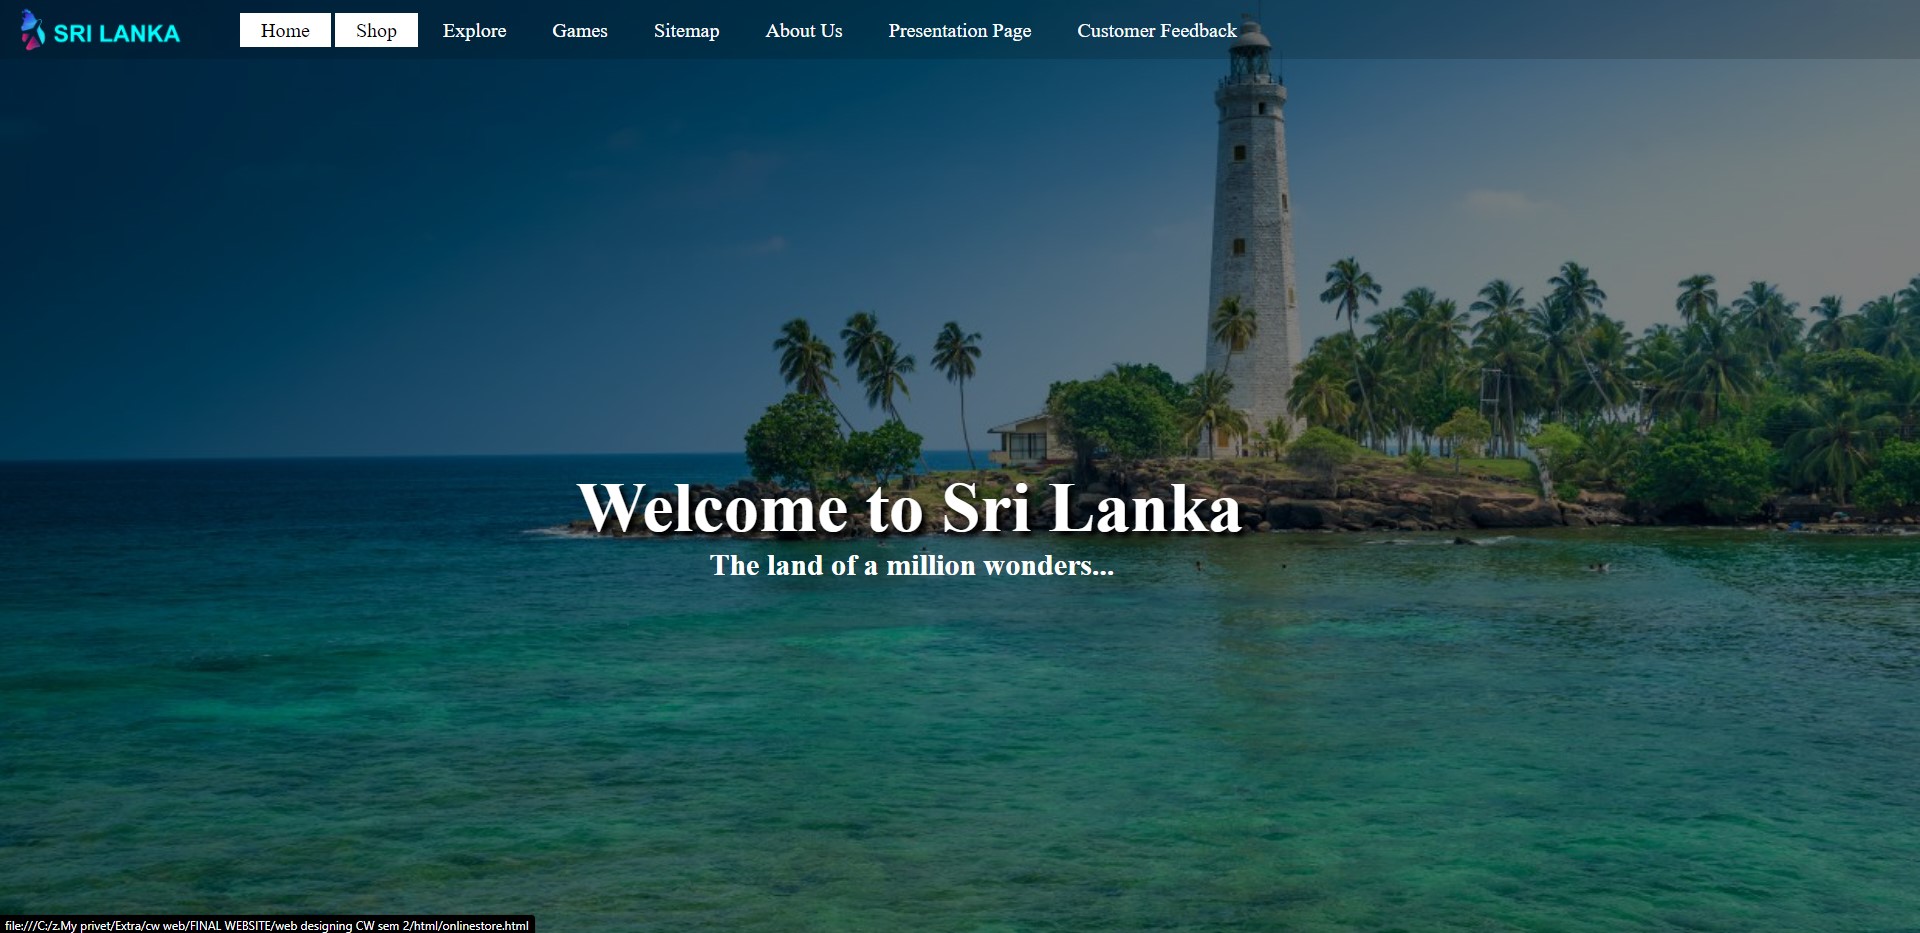 SRI LANKA Home Shop Explore Games Sitemap About Us Presentation Page Customer Feedback
Welcome to Sri Lanka
The land of a million wonders...
file:///C:/z.My privet/Extra/cw web/FINAL WEBSITE/web designing CW sem 2/html/onlinestore.html